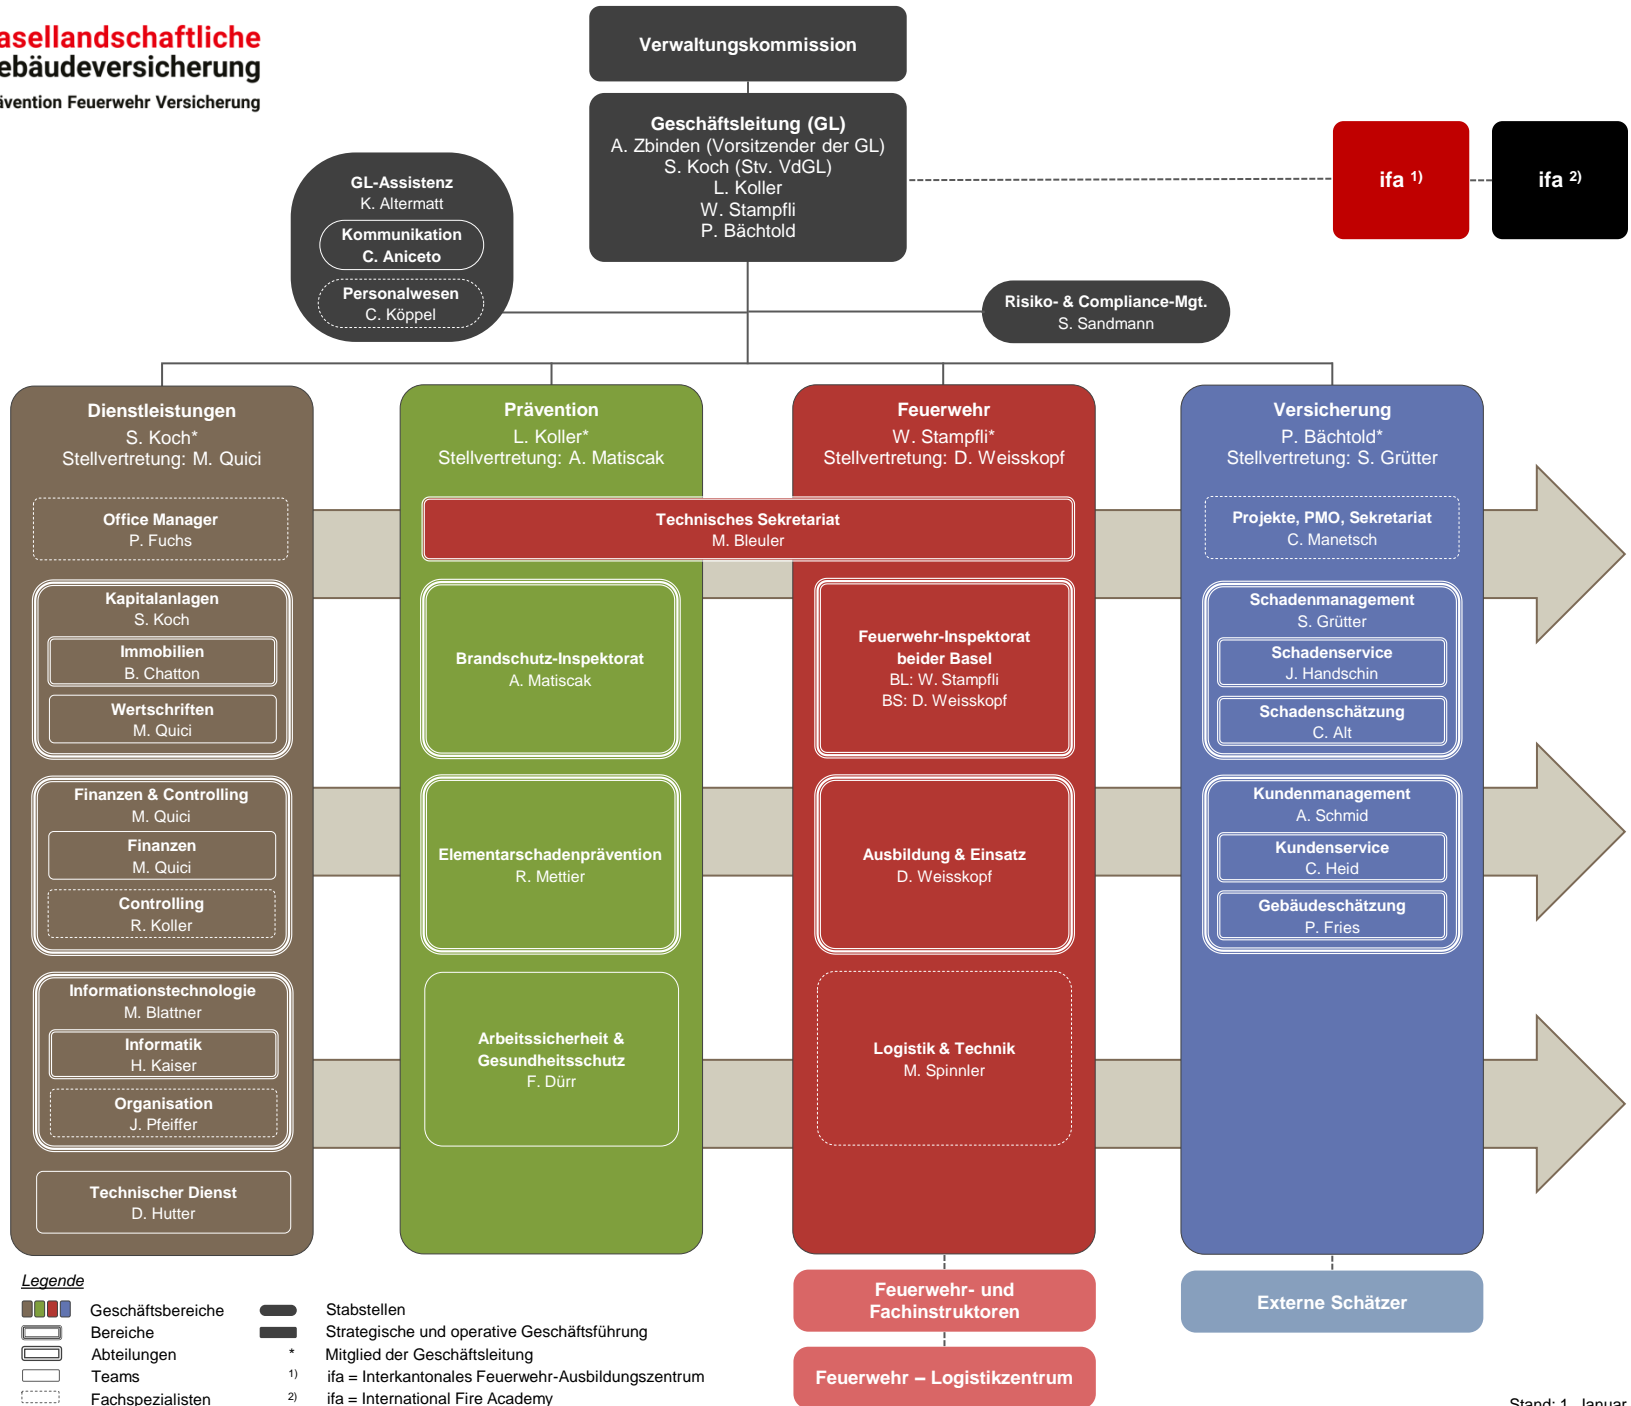 asellandschaftliche
ebäudeversicherung
ävention Feuerwehr Versicherung
Verwaltungskommission
Geschäftsleitung (GL)
A. Zbinden (Vorsitzender der GL)
S. Koch (Stv. VdGL)
L. Koller
W. Stampfli
P. Bächtold
ifa 1)
ifa 2)
GL-Assistenz
K. Altermatt
Kommunikation
C. Aniceto
Personalwesen
C. Köppel
Risiko- & Compliance-Mgt.
S. Sandmann
Dienstleistungen
S. Koch*
Stellvertretung: M. Quici
Office Manager
P. Fuchs
Kapitalanlagen
S. Koch
Immobilien
B. Chatton
Wertschriften
M. Quici
Finanzen & Controlling
M. Quici
Finanzen
M. Quici
Controlling
R. Koller
Informationstechnologie
M. Blattner
Informatik
H. Kaiser
Organisation
J. Pfeiffer
Technischer Dienst
D. Hutter
Prävention
L. Koller*
Stellvertretung: A. Matiscak
Technisches Sekretariat
M. Bleuler
Brandschutz-Inspektorat
A. Matiscak
Elementarschadenprävention
R. Mettier
Arbeitssicherheit &
Gesundheitsschutz
F. Dürr
Feuerwehr
W. Stampfli*
Stellvertretung: D. Weisskopf
Feuerwehr-Inspektorat
beider Basel
BL: W. Stampfli
BS: D. Weisskopf
Ausbildung & Einsatz
D. Weisskopf
Logistik & Technik
M. Spinnler
Feuerwehr- und
Fachinstruktoren
Feuerwehr – Logistikzentrum
Versicherung
P. Bächtold*
Stellvertretung: S. Grütter
Projekte, PMO, Sekretariat
C. Manetsch
Schadenmanagement
S. Grütter
Schadenservice
J. Handschin
Schadenschätzung
C. Alt
Kundenmanagement
A. Schmid
Kundenservice
C. Heid
Gebäudeschätzung
P. Fries
Externe Schätzer
Legende
Geschäftsbereiche
Bereiche
Abteilungen
Teams
Fachspezialisten
Stabstellen
Strategische und operative Geschäftsführung
* Mitglied der Geschäftsleitung
1) ifa = Interkantonales Feuerwehr-Ausbildungszentrum
2) ifa = International Fire Academy
Stand: 1. Januar